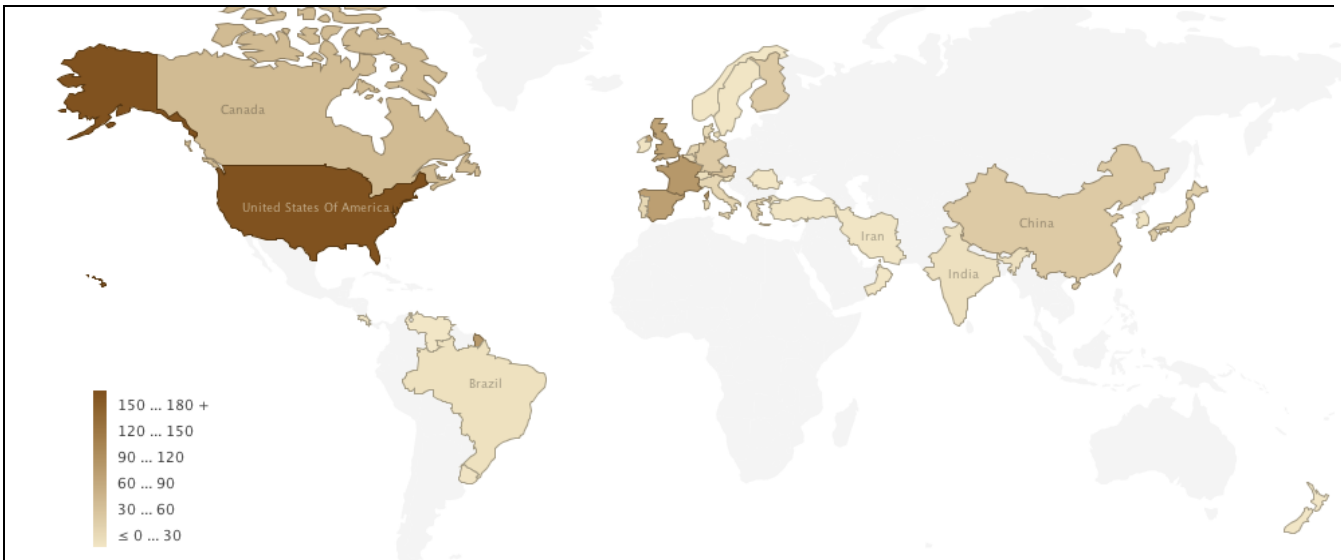 Canada
United States Of America
Iran
China
India
Brazil
150 ... 180 +
120 ... 150
90 ... 120
60 ... 90
30 ... 60
≤ 0 ... 30